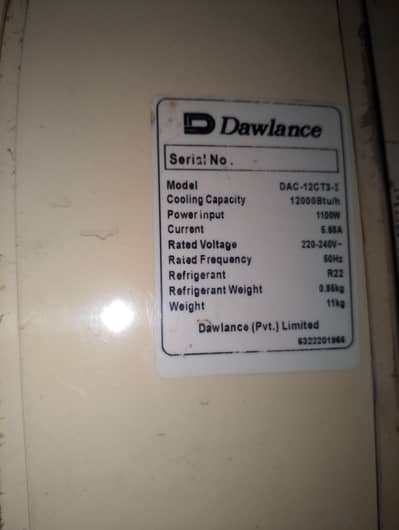 Dawlance
Serial No.
Model DAC-12CT3-I
Cooling Capacity 12000Btu/h
Power input 1100W
Current 5.68A
Rated Voltage 220-240V~
Rated Frequency 50Hz
Refrigerant R22
Refrigerant Weight 0.85kg
Weight 11kg
Dawlance (Pvt.) Limited
6322201966